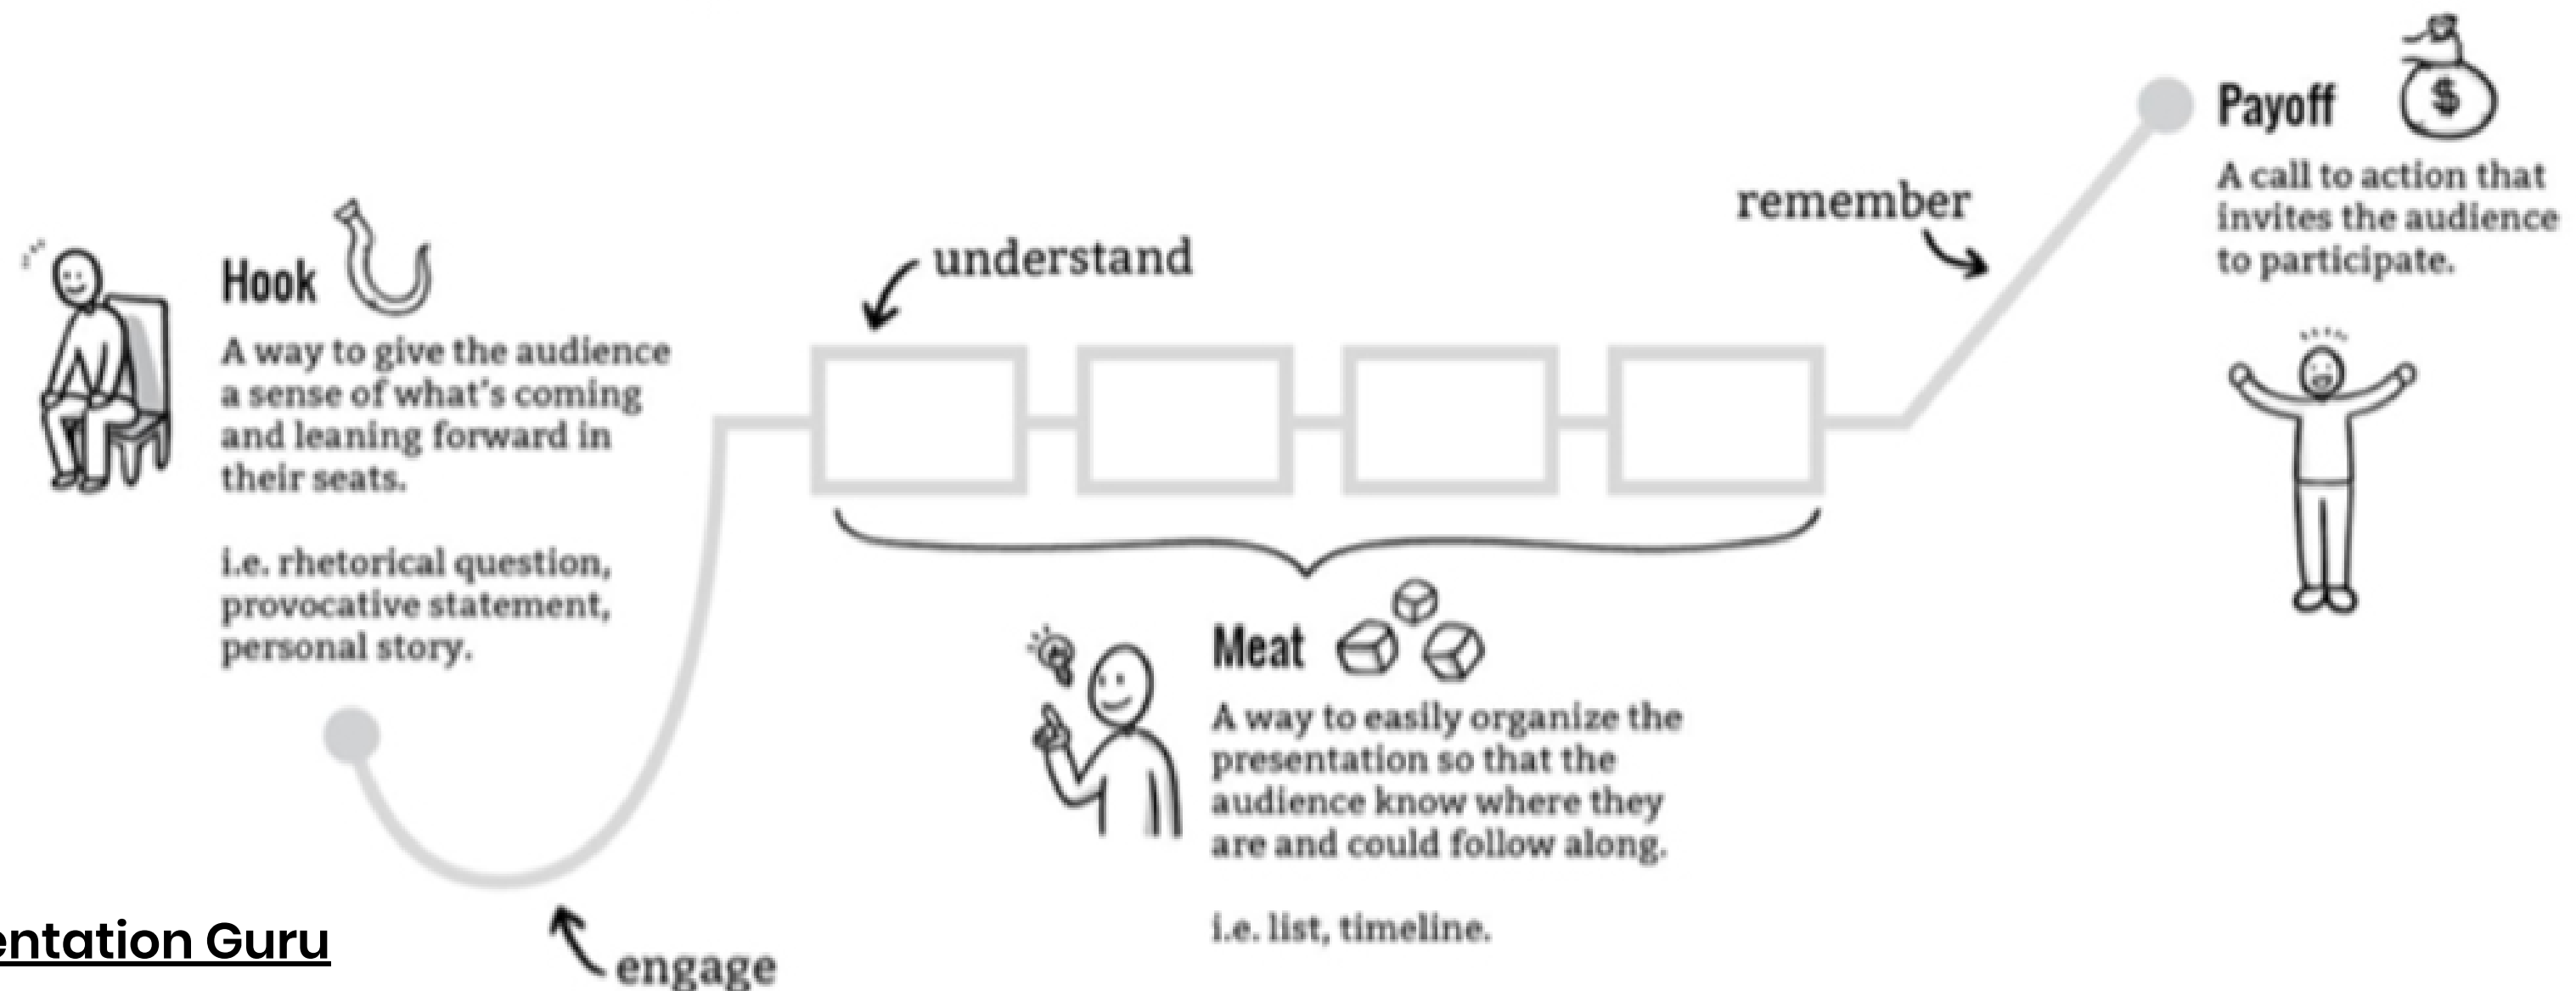 Hook
A way to give the audience
a sense of what's coming
and leaning forward in
their seats.
i.e. rhetorical question,
provocative statement,
personal story.
engage
understand
Meat
A way to easily organize the
presentation so that the
audience know where they
are and could follow along.
i.e. list, timeline.
remember
Payoff
$
A call to action that
invites the audience
to participate.
entation Guru